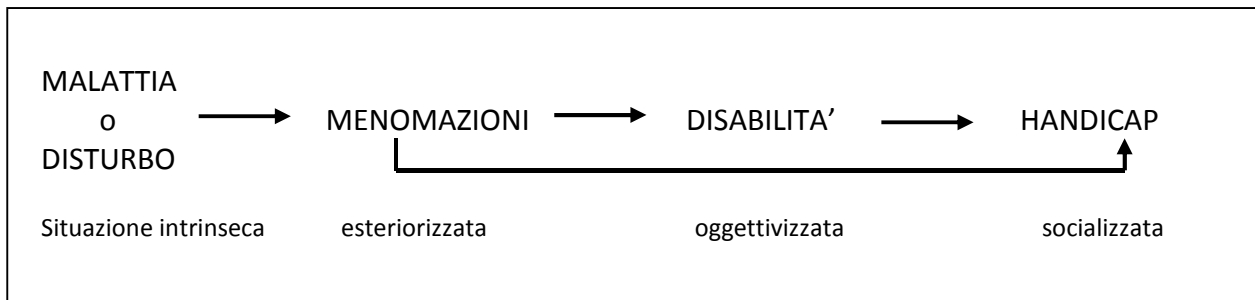 MALATTIA
o
DISTURBO
MENOMAZIONI
DISABILITA’
HANDICAP
Situazione intrinseca
esteriorizzata
oggettivizzata
socializzata